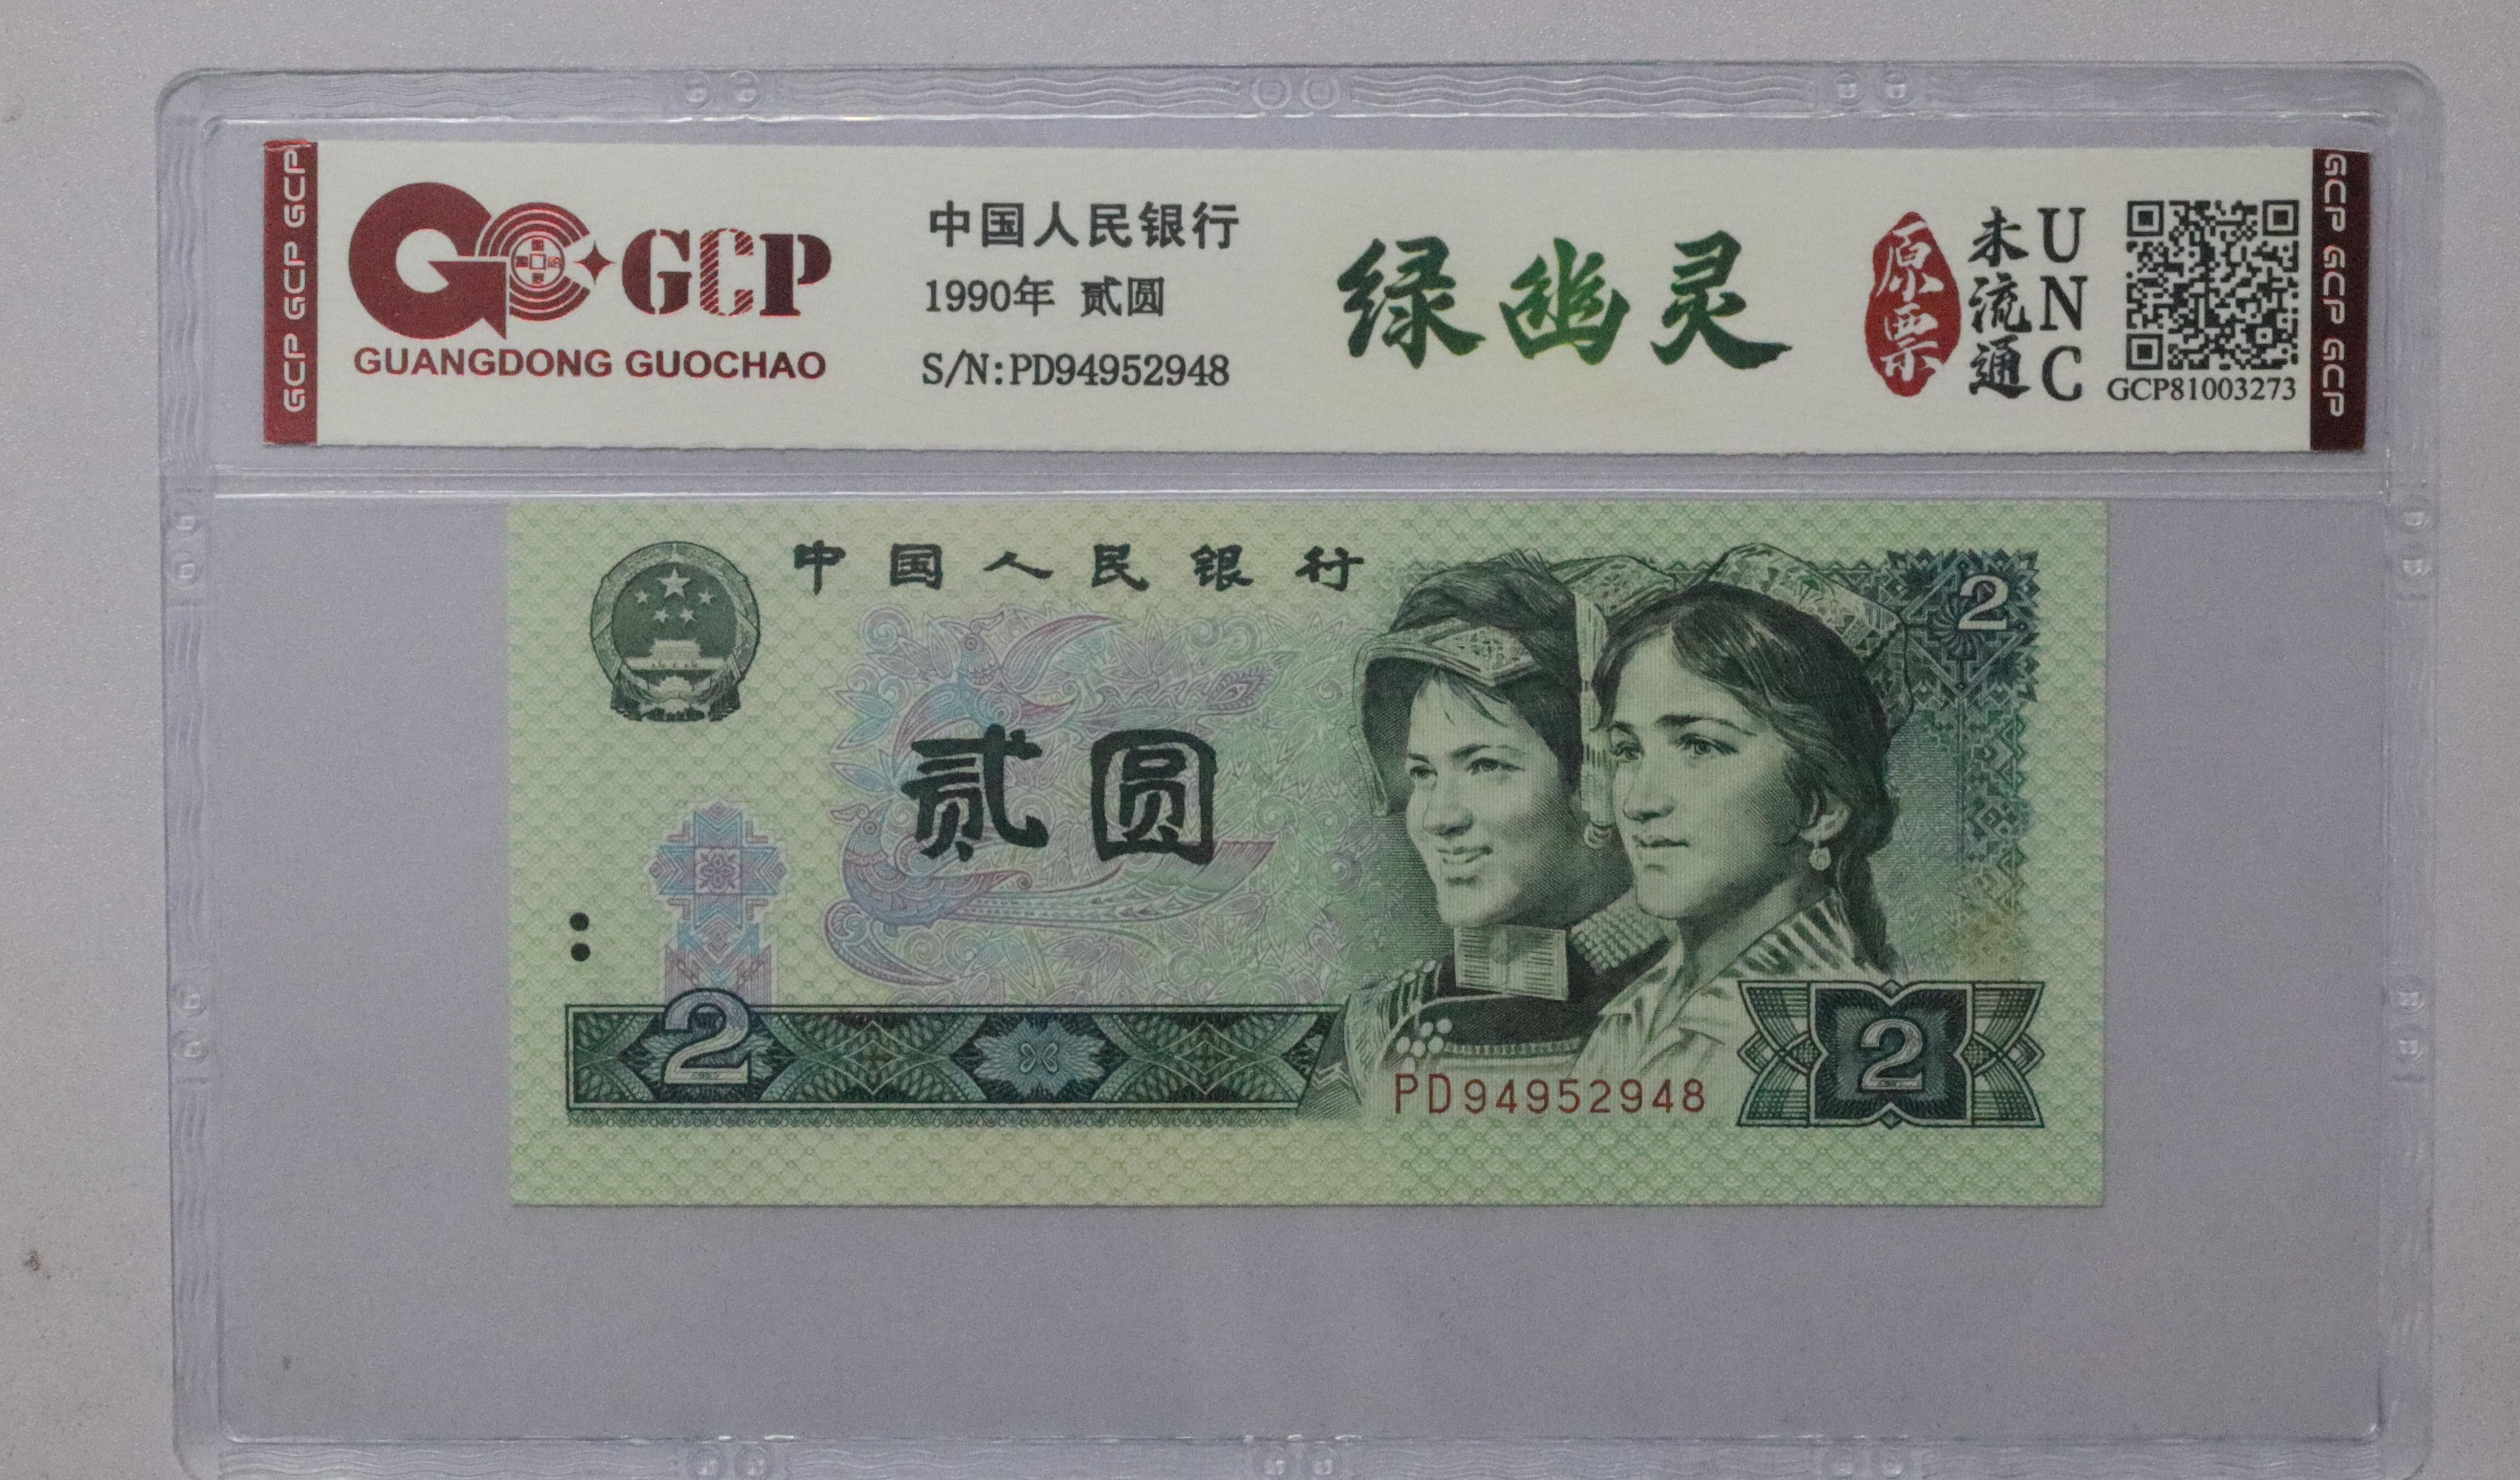 GCP GCP GCP
GCP
GUANGDONG GUOCHAO
中国人民银行
1990年 贰圆
S/N:PD94952948
绿幽灵
原票
未流通
UNC
GCP81003273
GCP GCP GCP
中国人民银行
2
贰圆
2
PD94952948
2